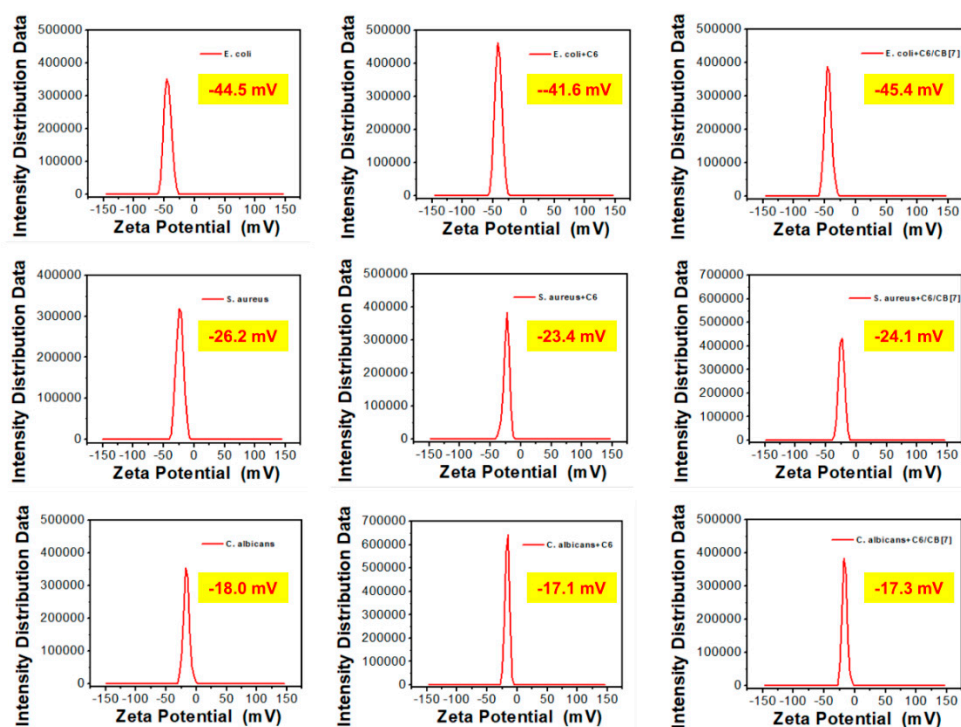 Intensity Distribution Data
500000
400000
300000
200000
100000
0
E. coli
-44.5 mV
-150 -100 -50 0 50 100 150
Zeta Potential (mV)
Intensity Distribution Data
500000
400000
300000
200000
100000
0
E. coli+C6
--41.6 mV
-150 -100 -50 0 50 100 150
Zeta Potential (mV)
Intensity Distribution Data
500000
400000
300000
200000
100000
0
E. coli+C6/CB[7]
-45.4 mV
-150 -100 -50 0 50 100 150
Zeta Potential (mV)
Intensity Distribution Data
400000
300000
200000
100000
0
S. aureus
-26.2 mV
-150 -100 -50 0 50 100 150
Zeta Potential (mV)
Intensity Distribution Data
500000
400000
300000
200000
100000
0
S. aureus+C6
-23.4 mV
-150 -100 -50 0 50 100 150
Zeta Potential (mV)
Intensity Distribution Data
700000
600000
500000
400000
300000
200000
100000
0
S. aureus+C6/CB[7]
-24.1 mV
-150 -100 -50 0 50 100 150
Zeta Potential (mV)
Intensity Distribution Data
500000
400000
300000
200000
100000
0
C. albicans
-18.0 mV
-150 -100 -50 0 50 100 150
Zeta Potential (mV)
Intensity Distribution Data
700000
600000
500000
400000
300000
200000
100000
0
C. albicans+C6
-17.1 mV
-150 -100 -50 0 50 100 150
Zeta Potential (mV)
Intensity Distribution Data
500000
400000
300000
200000
100000
0
C. albicans+C6/CB[7]
-17.3 mV
-150 -100 -50 0 50 100 150
Zeta Potential (mV)